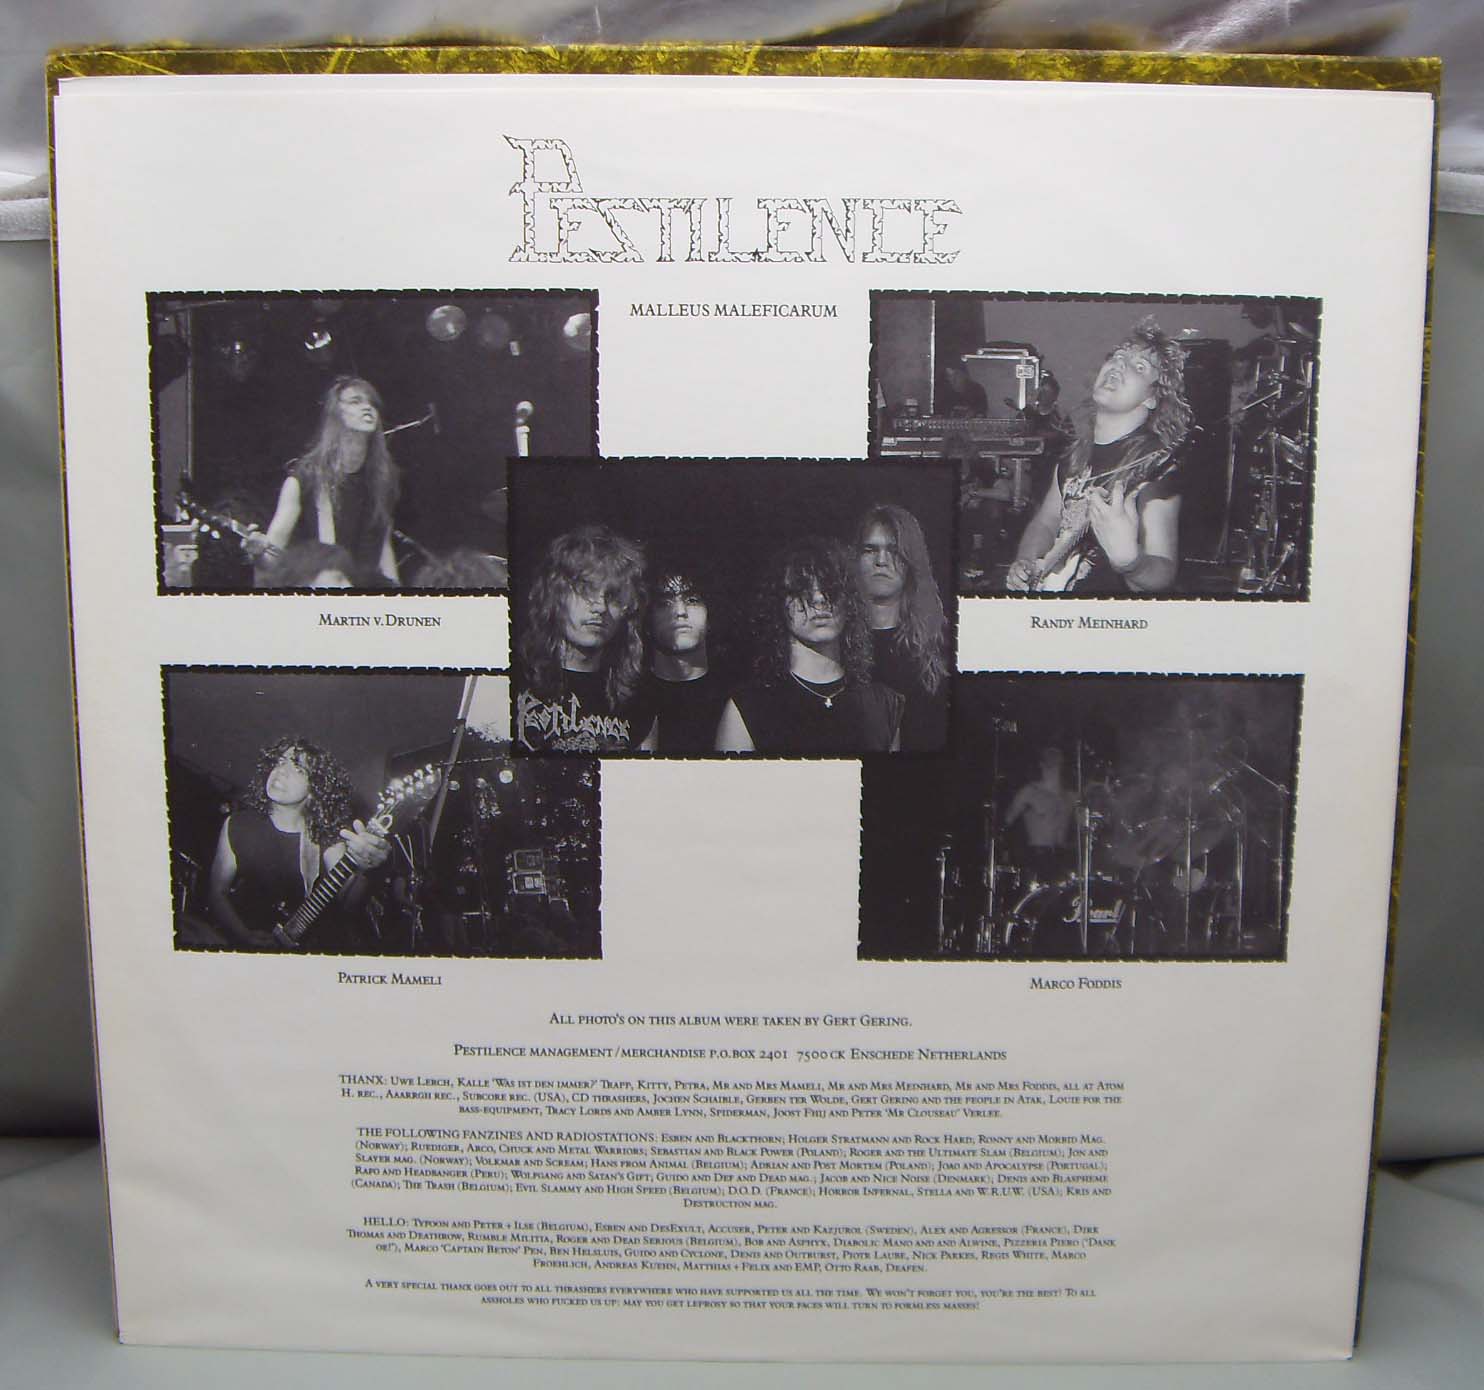 PESTILENCE
MALLEUS MALEFICARUM
MARTIN V. DRUNEN
RANDY MEINHARD
PESTILENCE
PATRICK MAMELI
Pearl
MARCO FODDIS
ALL PHOTO'S ON THIS ALBUM WERE TAKEN BY GERT GERING.
PESTILENCE MANAGEMENT/MERCHANDISE P.O.BOX 2401 7500 CK ENSCHEDE NETHERLANDS
THANX: UWE LERCH, KALLE 'WAS IST DEN IMMER?' TRAPP, KITTY, PETRA, MR AND MRS MAMELI, MR AND MRS MEINHARD, MR AND MRS FODDIS, ALL AT ATOM
H. REC., AAARRGH REC., SUBCORE REC. (USA), CD THRASHERS, JOCHEN SCHAIBLE, GERBEN TER WOLDE, GERT GERING AND THE PEOPLE IN ATAK, LOUIE FOR THE
BASS-EQUIPMENT, TRACY LORDS AND AMBER LYNN, SPIDERMAN, JOOST FHIJ AND PETER 'MR CLOUSEAU' VERLEE.
THE FOLLOWING FANZINES AND RADIOSTATIONS: ESBEN AND BLACKTHORN; HOLGER STRATMANN AND ROCK HARD; RONNY AND MORBID MAG.
(NORWAY); RUEDIGER, ARCO, CHUCK AND METAL WARRIORS; SEBASTIAN AND BLACK POWER (POLAND); ROGER AND THE ULTIMATE SLAM (BELGIUM); JON AND
SLAYER MAG. (NORWAY); VOLKMAR AND SCREAM; HANS FROM ANIMAL (BELGIUM); ADRIAN AND POST MORTEM (POLAND); JOAO AND APOCALYPSE (PORTUGAL);
RAPO AND HEADBANGER (PERU); WOLFGANG AND SATAN'S GIFT; GUIDO AND DEF AND DEAD MAG.; JACOB AND NICE NOISE (DENMARK); DENIS AND BLASPHEME
(CANADA); THE TRASH (BELGIUM); EVIL SLAMMY AND HIGH SPEED (BELGIUM); D.O.D. (FRANCE); HORROR INFERNAL, STELLA AND W.R.U.W. (USA); KRIS AND
DESTRUCTION MAG.
HELLO: TYFOON AND PETER + ILSE (BELGIUM), ESBEN AND DESEXULT, ACCUSER, PETER AND KAZJUROL (SWEDEN), ALEX AND AGRESSOR (FRANCE), DIRK
THOMAS AND DEATHROW, RUMBLE MILITIA, ROGER AND DEAD SERIOUS (BELGIUM), BOB AND ASPHYX, DIABOLIC MANO AND AND ALWINE, PIZZERIA PIERO ('DANK
OE!'), MARCO 'CAPTAIN BETON' PEN, BEN HELSLUIS, GUIDO AND CYCLONE, DENIS AND OUTBURST, PIOTR LAUBE, NICK PARKES, REGIS WHITE, MARCO
FROEHLICH, ANDREAS KUEHN, MATTHIAS + FELIX AND EMP, OTTO RAAB, DEAFEN.
A VERY SPECIAL THANX GOES OUT TO ALL THRASHERS EVERYWHERE WHO HAVE SUPPORTED US ALL THE TIME. WE WON'T FORGET YOU, YOU'RE THE BEST! TO ALL
ASSHOLES WHO FUCKED US UP: MAY YOU GET LEPROSY SO THAT YOUR FACES WILL TURN TO FORMLESS MASSES!